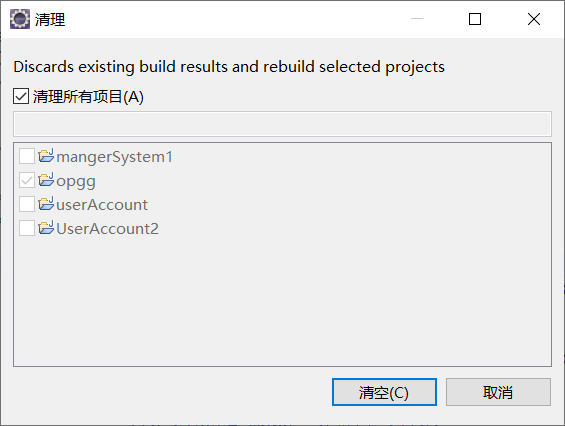 清理
Discards existing build results and rebuild selected projects
清理所有项目(A)
mangerSystem1
opgg
userAccount
UserAccount2
清空(C)
取消